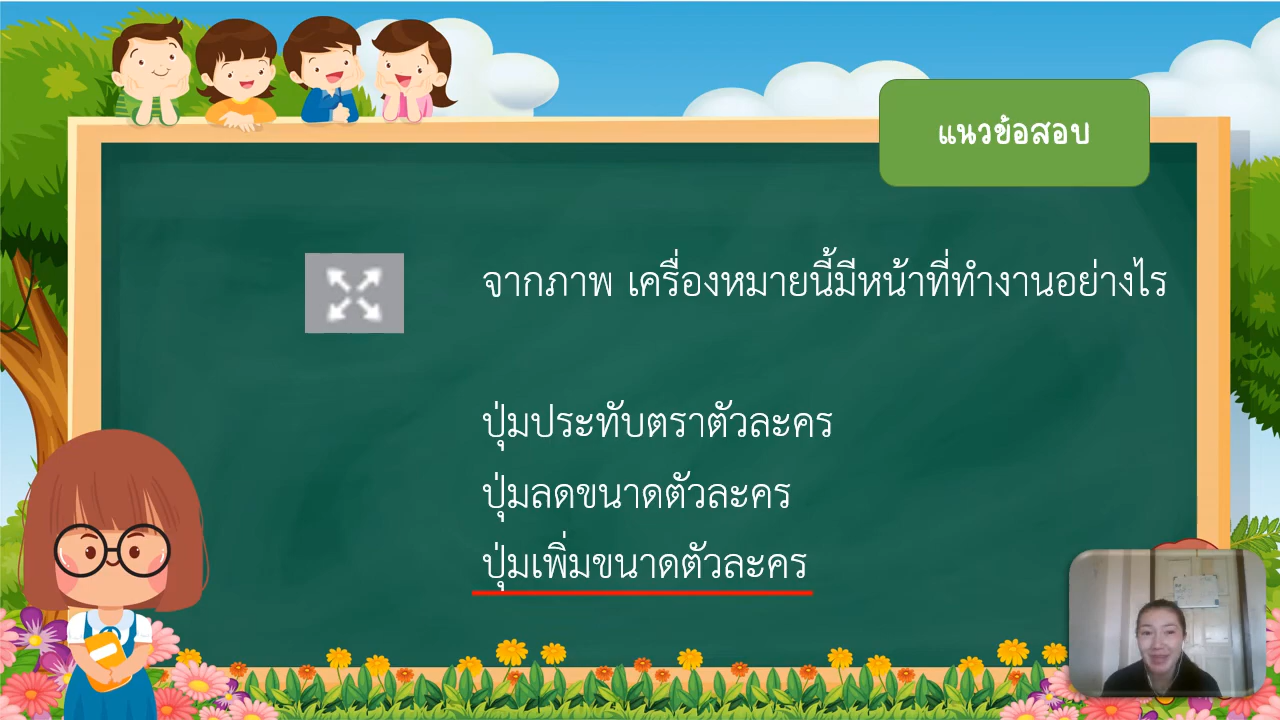 แนวข้อสอบ
จากภาพ เครื่องหมายนี้มีหน้าที่ทำงานอย่างไร
ปุ่มประทับตราตัวละคร
ปุ่มลดขนาดตัวละคร
ปุ่มเพิ่มขนาดตัวละคร